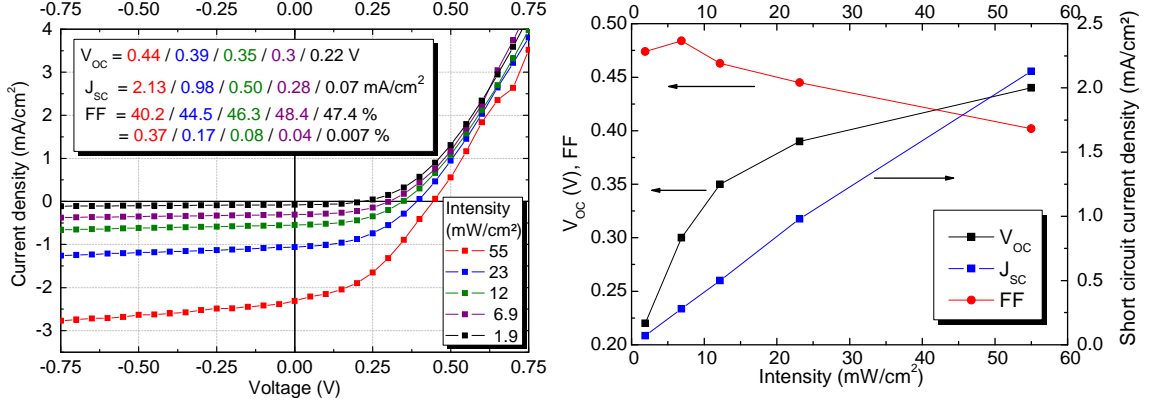 -0.75 -0.50 -0.25 0.00 0.25 0.50 0.75
V_OC = 0.44 / 0.39 / 0.35 / 0.3 / 0.22 V
J_SC = 2.13 / 0.98 / 0.50 / 0.28 / 0.07 mA/cm²
FF = 40.2 / 44.5 / 46.3 / 48.4 / 47.4 %
= 0.37 / 0.17 / 0.08 / 0.04 / 0.007 %
Current density (mA/cm²)
4
3
2
1
0
-1
-2
-3
Intensity
(mW/cm²)
55
23
12
6.9
1.9
-0.75 -0.50 -0.25 0.00 0.25 0.50 0.75
Voltage (V)
0 10 20 30 40 50 60
V_OC (V), FF
0.50
0.45
0.40
0.35
0.30
0.25
0.20
V_OC
J_SC
FF
2.5
2.0
1.5
1.0
0.5
0.0
Short circuit current density (mA/cm²)
0 10 20 30 40 50 60
Intensity (mW/cm²)